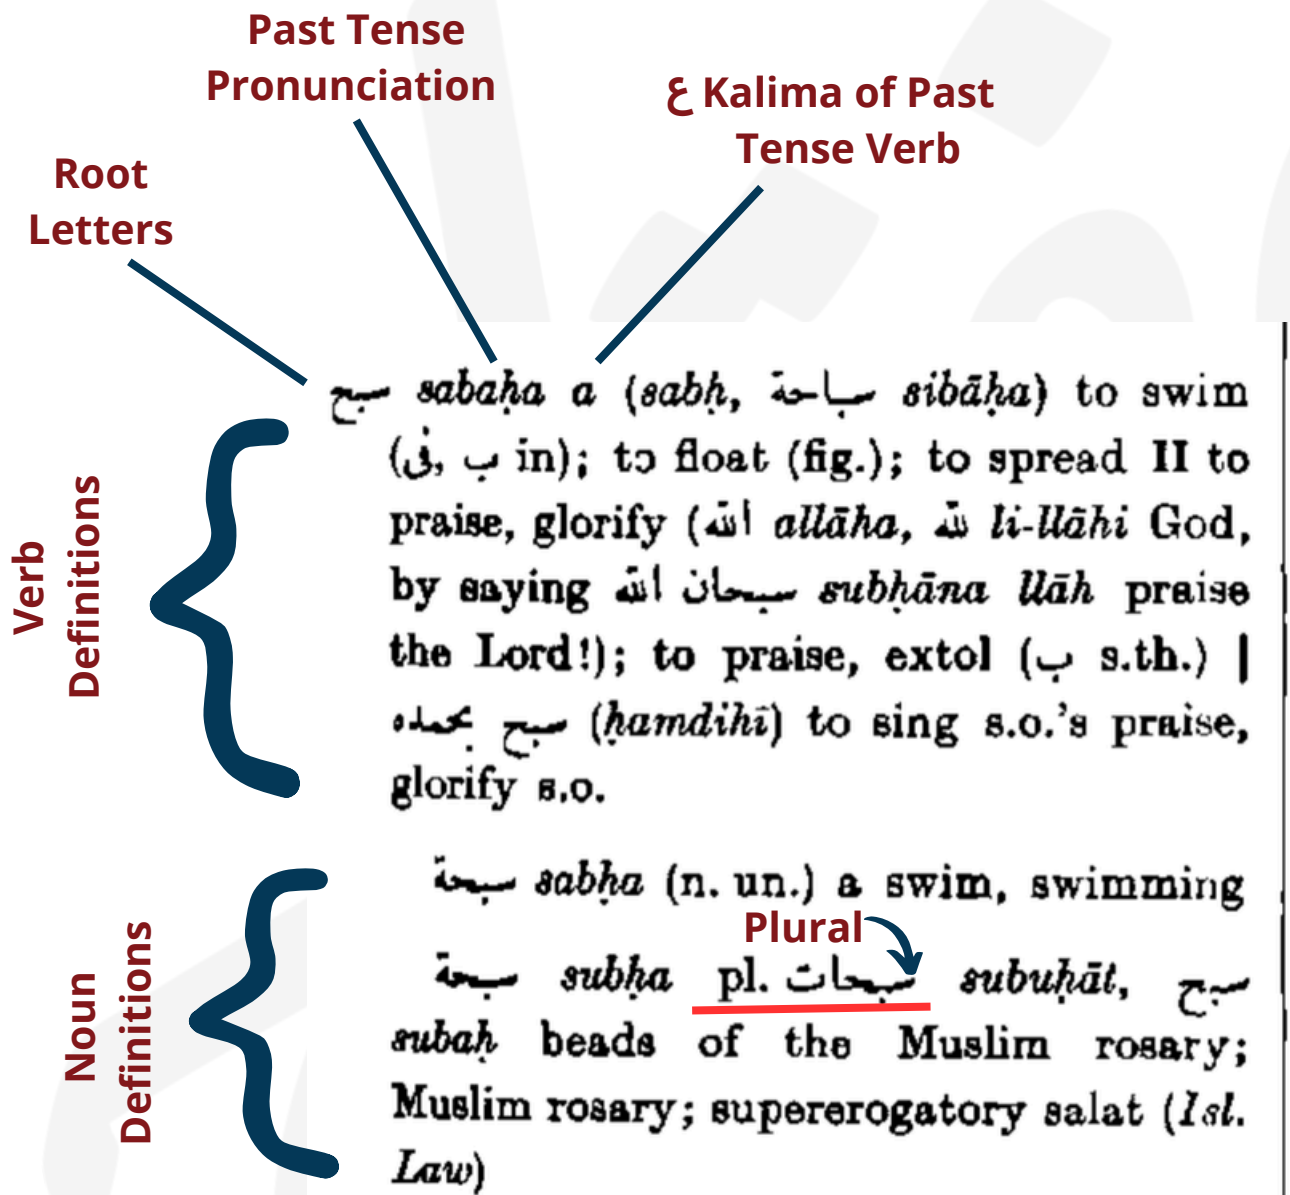 Past Tense
Pronunciation
ع Kalima of Past
Tense Verb
Root
Letters
Verb
Definitions
سبح sabaḥa a (sabḥ, سباحة sibāḥa) to swim
(ب ,فى in); to float (fig.); to spread II to
praise, glorify (الله allāha, لله li-llāhi God,
by saying سبحان الله subḥāna llāh praise
the Lord!); to praise, extol (ب s.th.) |
سبح بحمده (ḥamdihī) to sing s.o.'s praise,
glorify s.o.
Noun
Definitions
سبحة sabḥa (n. un.) a swim, swimming
Plural
سبحة subḥa pl. سبحات subuḥāt, سبح
subaḥ beads of the Muslim rosary;
Muslim rosary; supererogatory salat (Isl.
Law)